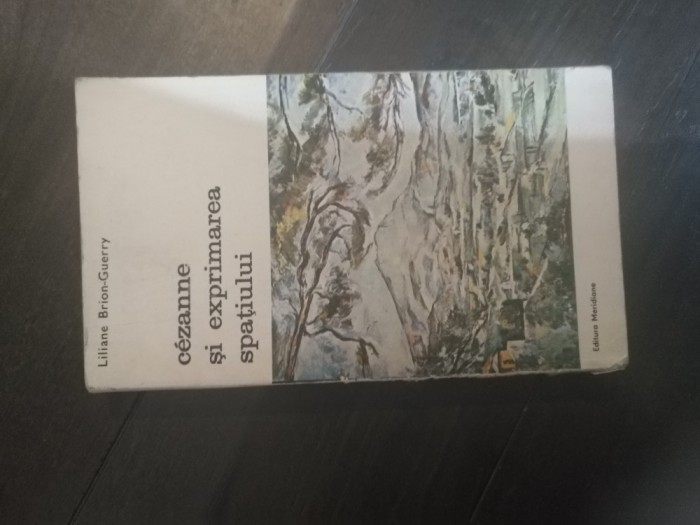 Liliane Brion-Guerry
cézanne
și exprimarea
spațiului
Editura Meridiane